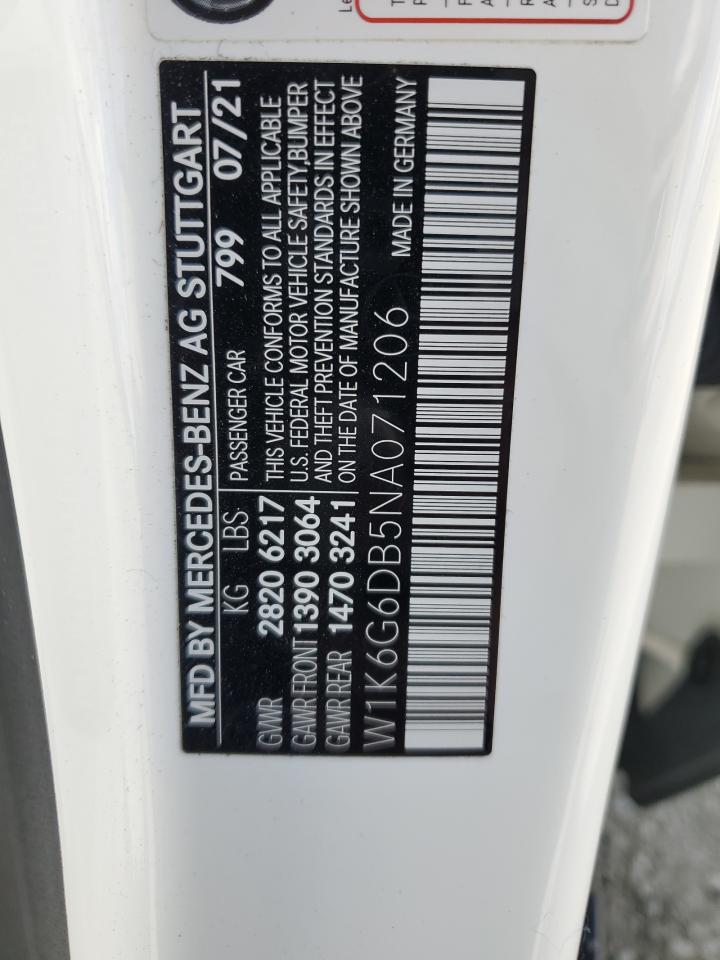 MFD BY MERCEDES-BENZ AG STUTTGART
KG LBS PASSENGER CAR 799 07/21
GVWR 2820 6217 THIS VEHICLE CONFORMS TO ALL APPLICABLE
GAWR FRONT 1390 3064 U.S. FEDERAL MOTOR VEHICLE SAFETY,BUMPER
GAWR REAR 1470 3241 AND THEFT PREVENTION STANDARDS IN EFFECT
ON THE DATE OF MANUFACTURE SHOWN ABOVE
W1K6G6DB5NA071206 MADE IN GERMANY